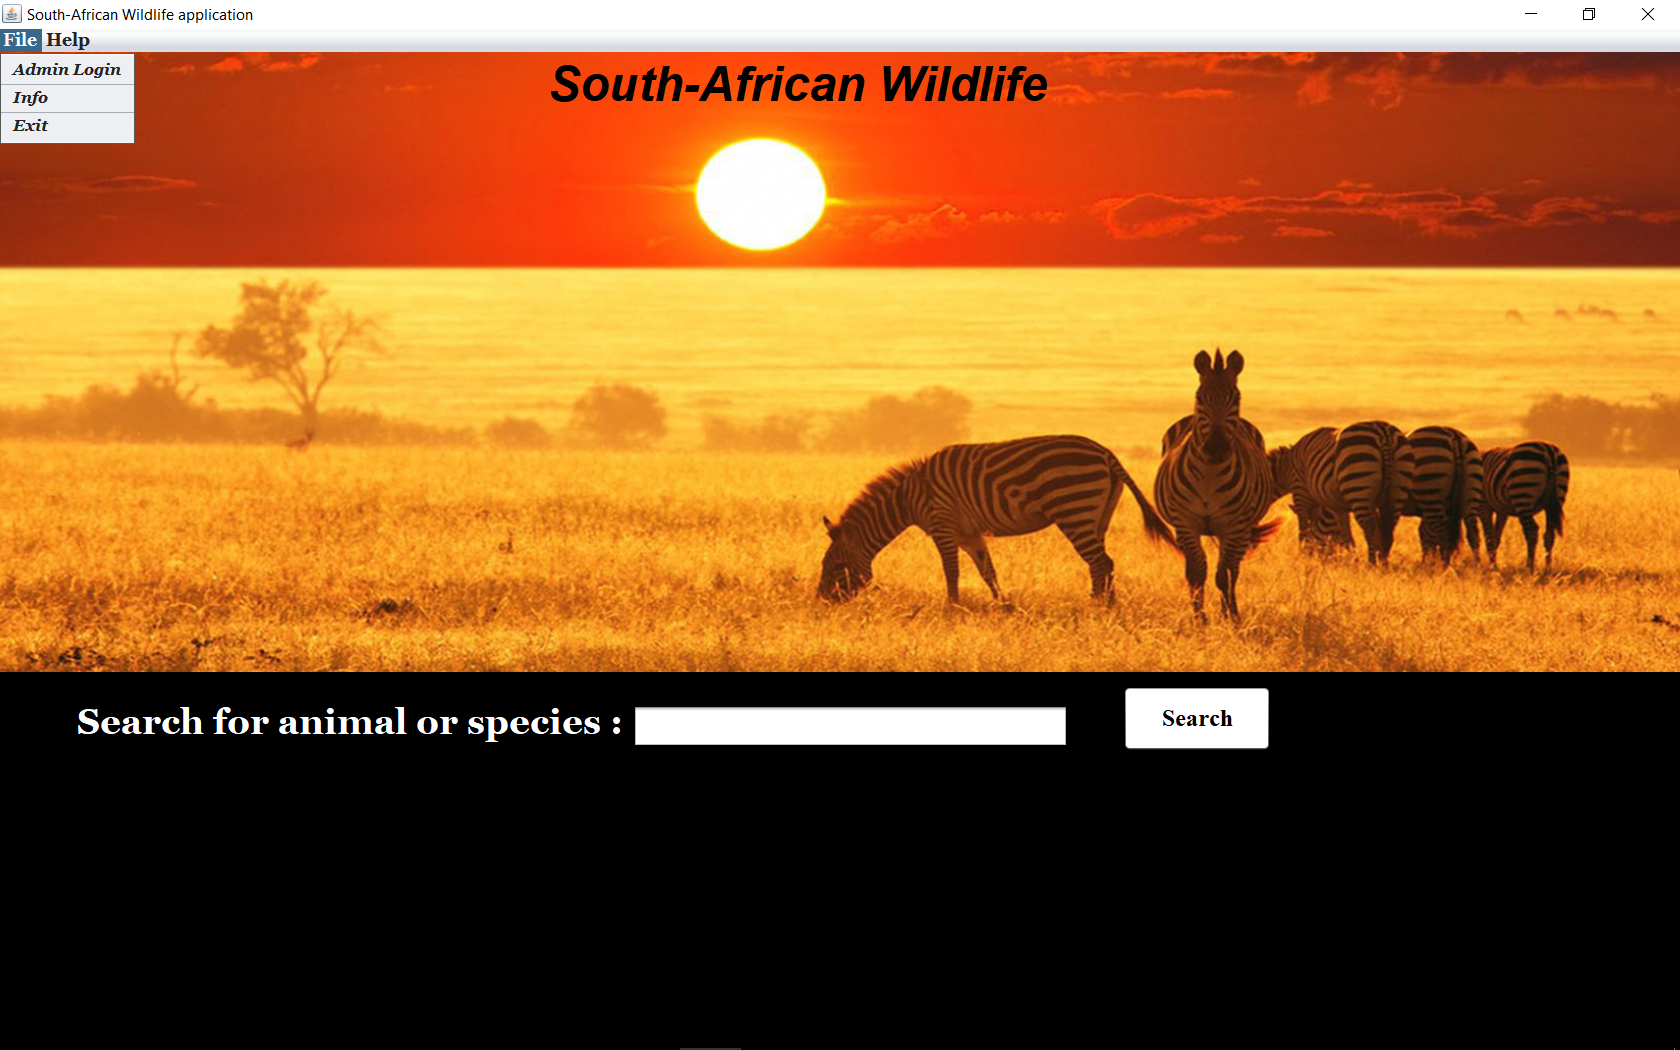 South-African Wildlife application
File Help
Admin Login
Info
Exit
South-African Wildlife
Search for animal or species :
Search